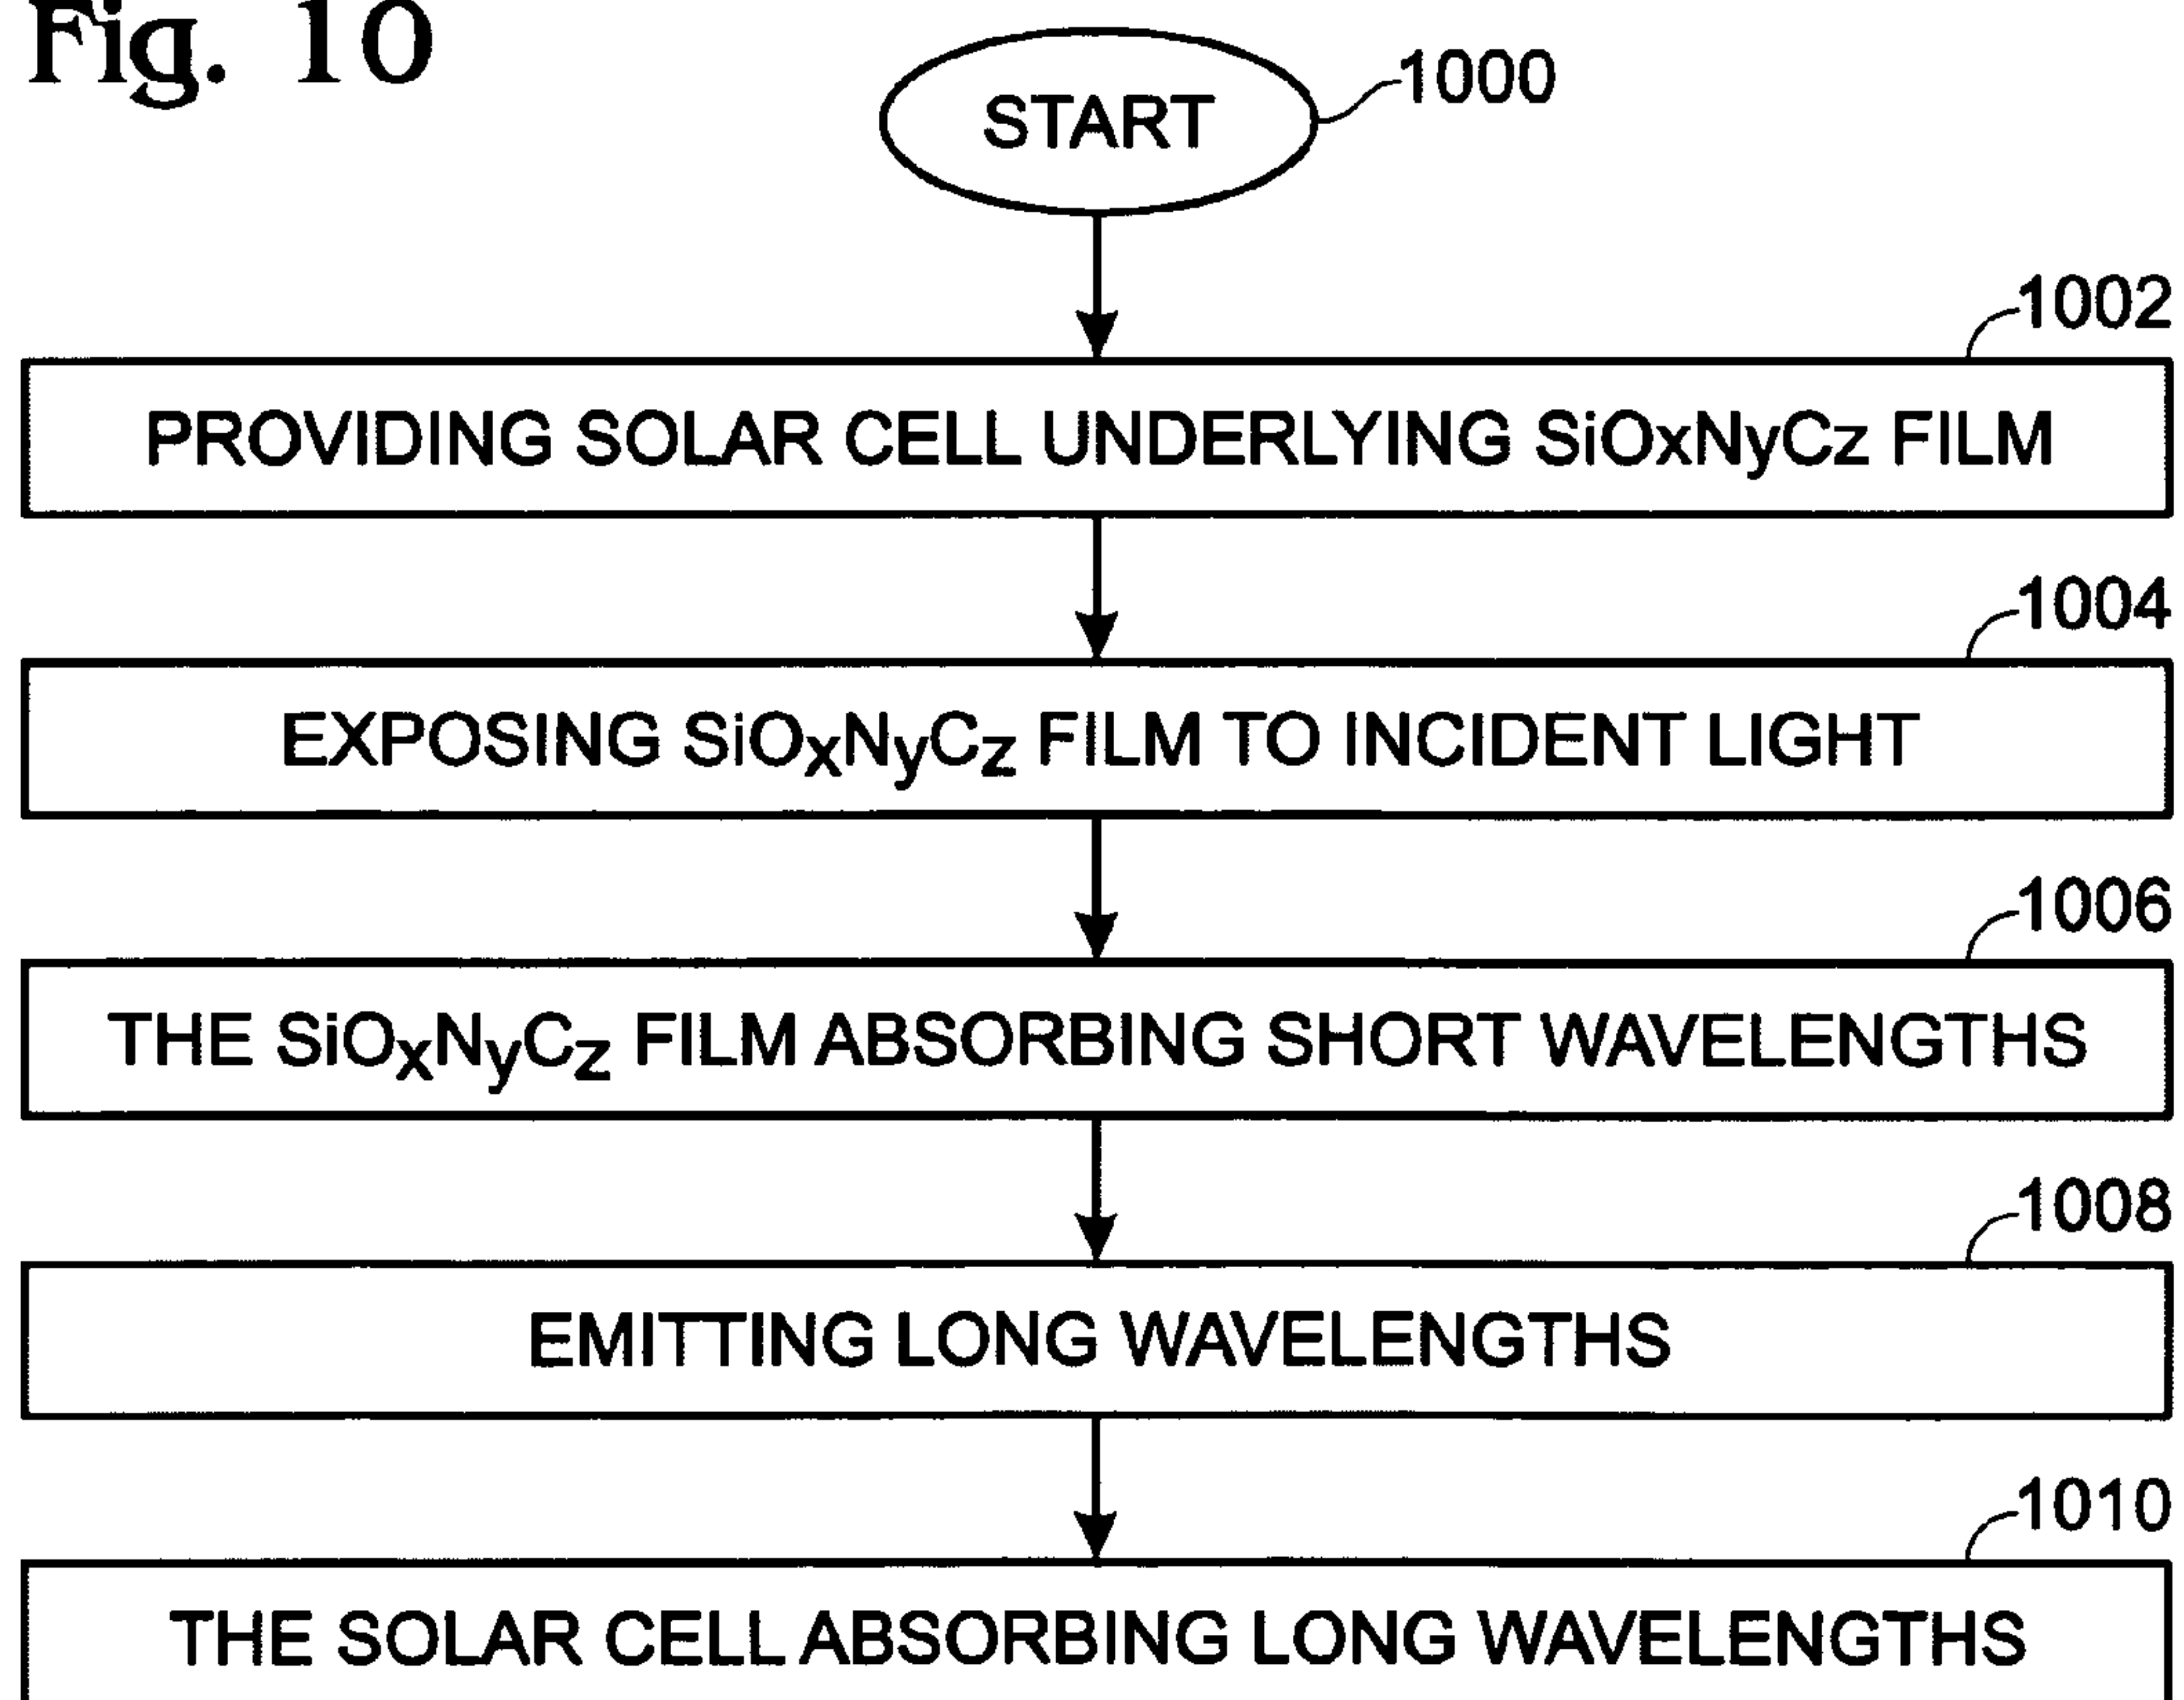 Fig. 10
START
1000
1002
PROVIDING SOLAR CELL UNDERLYING SiOxNyCz FILM
1004
EXPOSING SiOxNyCz FILM TO INCIDENT LIGHT
1006
THE SiOxNyCz FILM ABSORBING SHORT WAVELENGTHS
1008
EMITTING LONG WAVELENGTHS
1010
THE SOLAR CELL ABSORBING LONG WAVELENGTHS